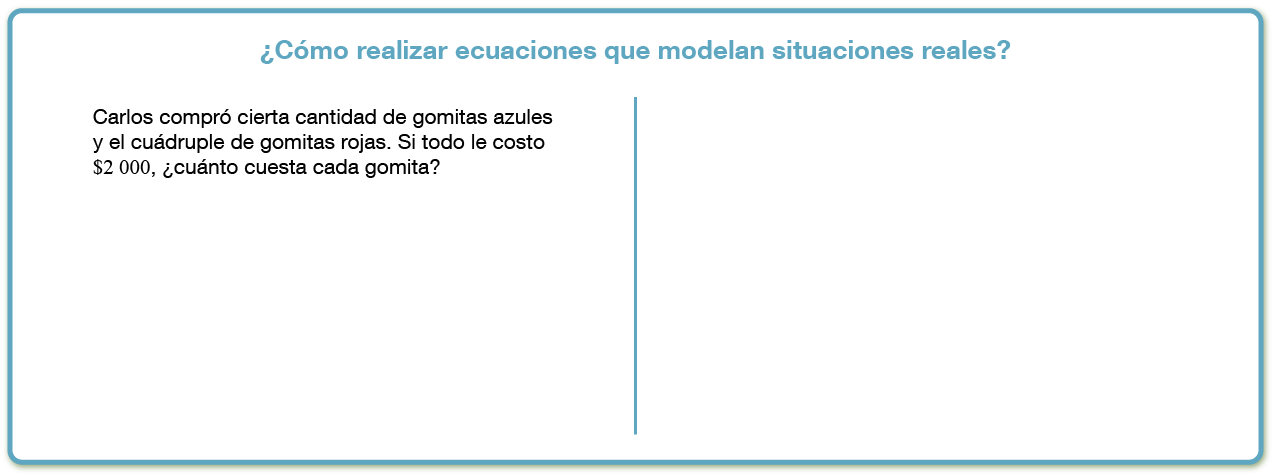 ¿Cómo realizar ecuaciones que modelan situaciones reales?
Carlos compró cierta cantidad de gomitas azules
y el cuádruple de gomitas rojas. Si todo le costo
$2 000, ¿cuánto cuesta cada gomita?